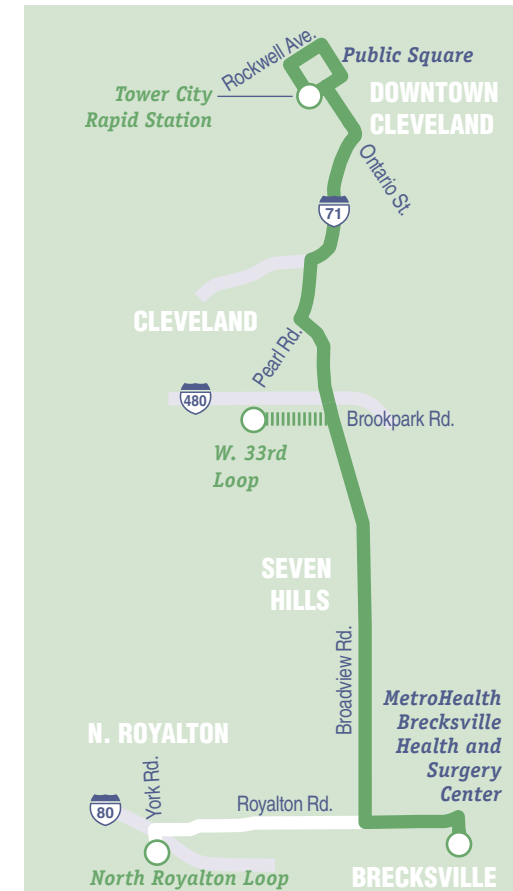 Rockwell Ave.
Public Square
Tower City
Rapid Station
DOWNTOWN
CLEVELAND
Ontario St.
71
CLEVELAND
Pearl Rd.
480
Brookpark Rd.
W. 33rd
Loop
SEVEN
HILLS
Broadview Rd.
MetroHealth
Brecksville
Health and
Surgery
Center
N. ROYALTON
York Rd.
80
Royalton Rd.
North Royalton Loop
BRECKSVILLE